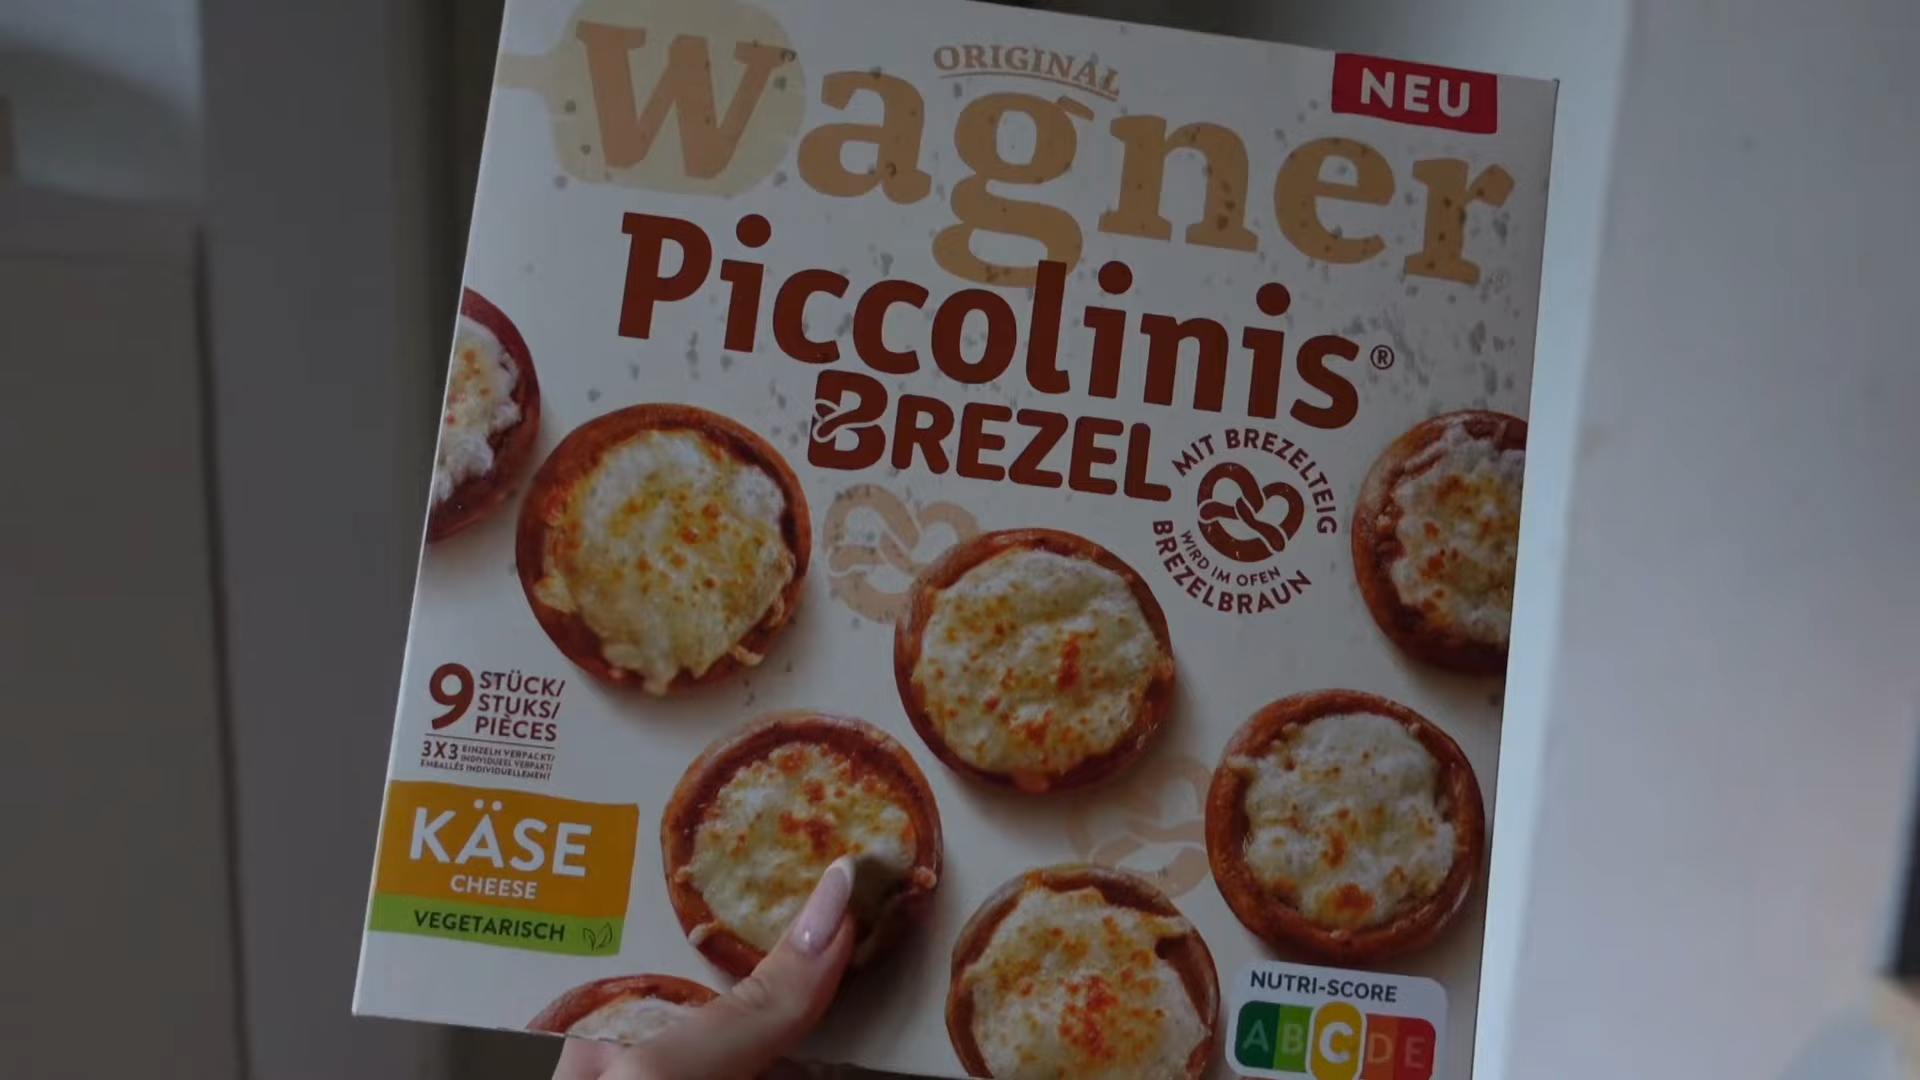 ORIGINAL
wagner
NEU
Piccolinis®
BREZEL
MIT BREZELTEIG
WIRD IM OFEN
BREZELBRAUN
9 STÜCK/
STUKS/
PIÈCES
3X3 EINZELN VERPACKT/
INDIVIDUEEL VERPAKT/
EMBALLÉS INDIVIDUELLEMENT
KÄSE
CHEESE
VEGETARISCH
NUTRI-SCORE
A B C D E